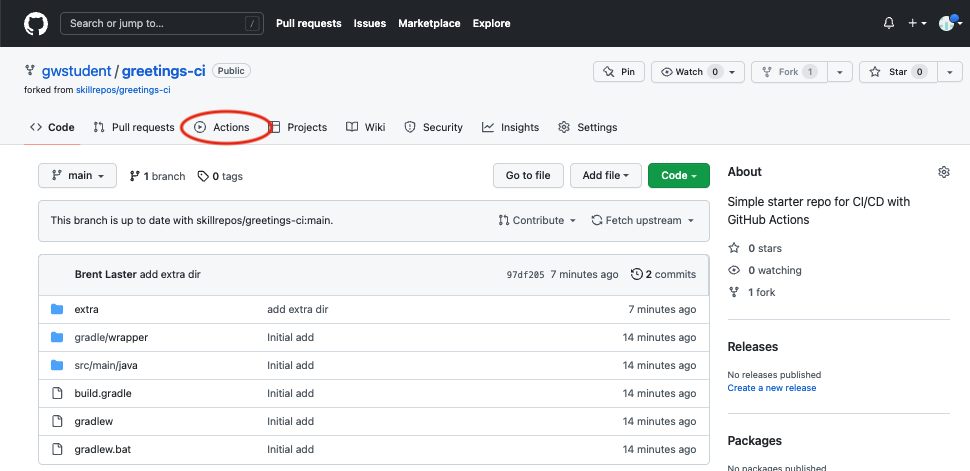 Search or jump to... /
Pull requests Issues Marketplace Explore
gwstudent / greetings-ci Public
forked from skillrepos/greetings-ci
Pin Watch 0 Fork 1 Star 0
Code Pull requests Actions Projects Wiki Security Insights Settings
main 1 branch 0 tags Go to file Add file Code
This branch is up to date with skillrepos/greetings-ci:main. Contribute Fetch upstream
Brent Laster add extra dir 97df205 7 minutes ago 2 commits
extra add extra dir 7 minutes ago
gradle/wrapper Initial add 14 minutes ago
src/main/java Initial add 14 minutes ago
build.gradle Initial add 14 minutes ago
gradlew Initial add 14 minutes ago
gradlew.bat Initial add 14 minutes ago
About
Simple starter repo for CI/CD with
GitHub Actions
0 stars
0 watching
1 fork
Releases
No releases published
Create a new release
Packages
No packages published